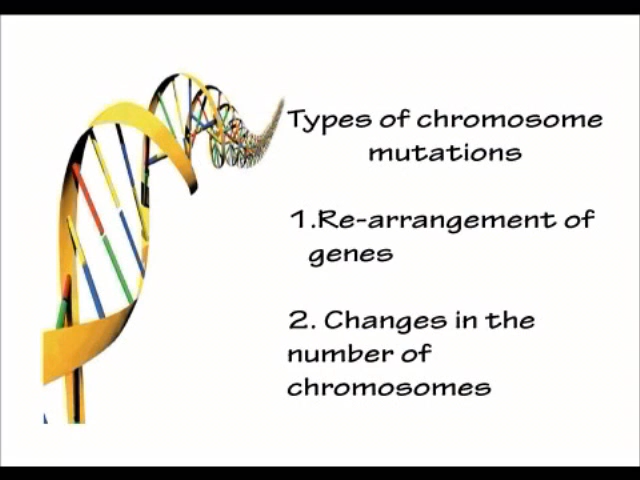 Types of chromosome
mutations
1.Re-arrangement of
genes
2. Changes in the
number of
chromosomes